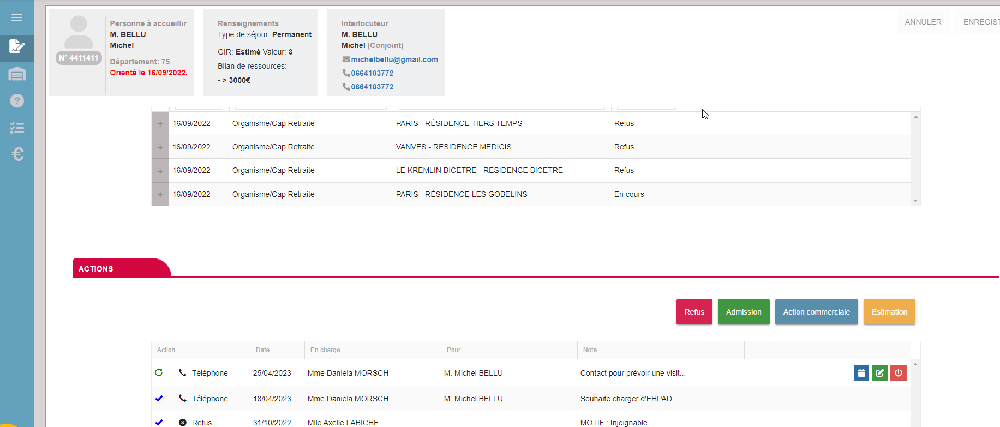 Personne à accueillir
M. BELLU
Michel
N° 4411411
Département: 75
Orienté le 16/09/2022,
Renseignements
Type de séjour: Permanent
GIR: Estimé Valeur: 3
Bilan de ressources:
- > 3000€
Interlocuteur
M. BELLU
Michel (Conjoint)
michelbellu@gmail.com
0664103772
0664103772
ANNULER ENREGIST
16/09/2022 Organisme/Cap Retraite PARIS - RÉSIDENCE TIERS TEMPS Refus
16/09/2022 Organisme/Cap Retraite VANVES - RESIDENCE MEDICIS Refus
16/09/2022 Organisme/Cap Retraite LE KREMLIN BICETRE - RESIDENCE BICETRE Refus
16/09/2022 Organisme/Cap Retraite PARIS - RÉSIDENCE LES GOBELINS En cours
ACTIONS
Refus Admission Action commerciale Estimation
Action Date En charge Pour Note
Téléphone 25/04/2023 Mme Daniela MORSCH M. Michel BELLU Contact pour prévoir une visit...
Téléphone 18/04/2023 Mme Daniela MORSCH M. Michel BELLU Souhaite charger d'EHPAD
Refus 31/10/2022 Mlle Axelle LABICHE MOTIF : Injoignable.